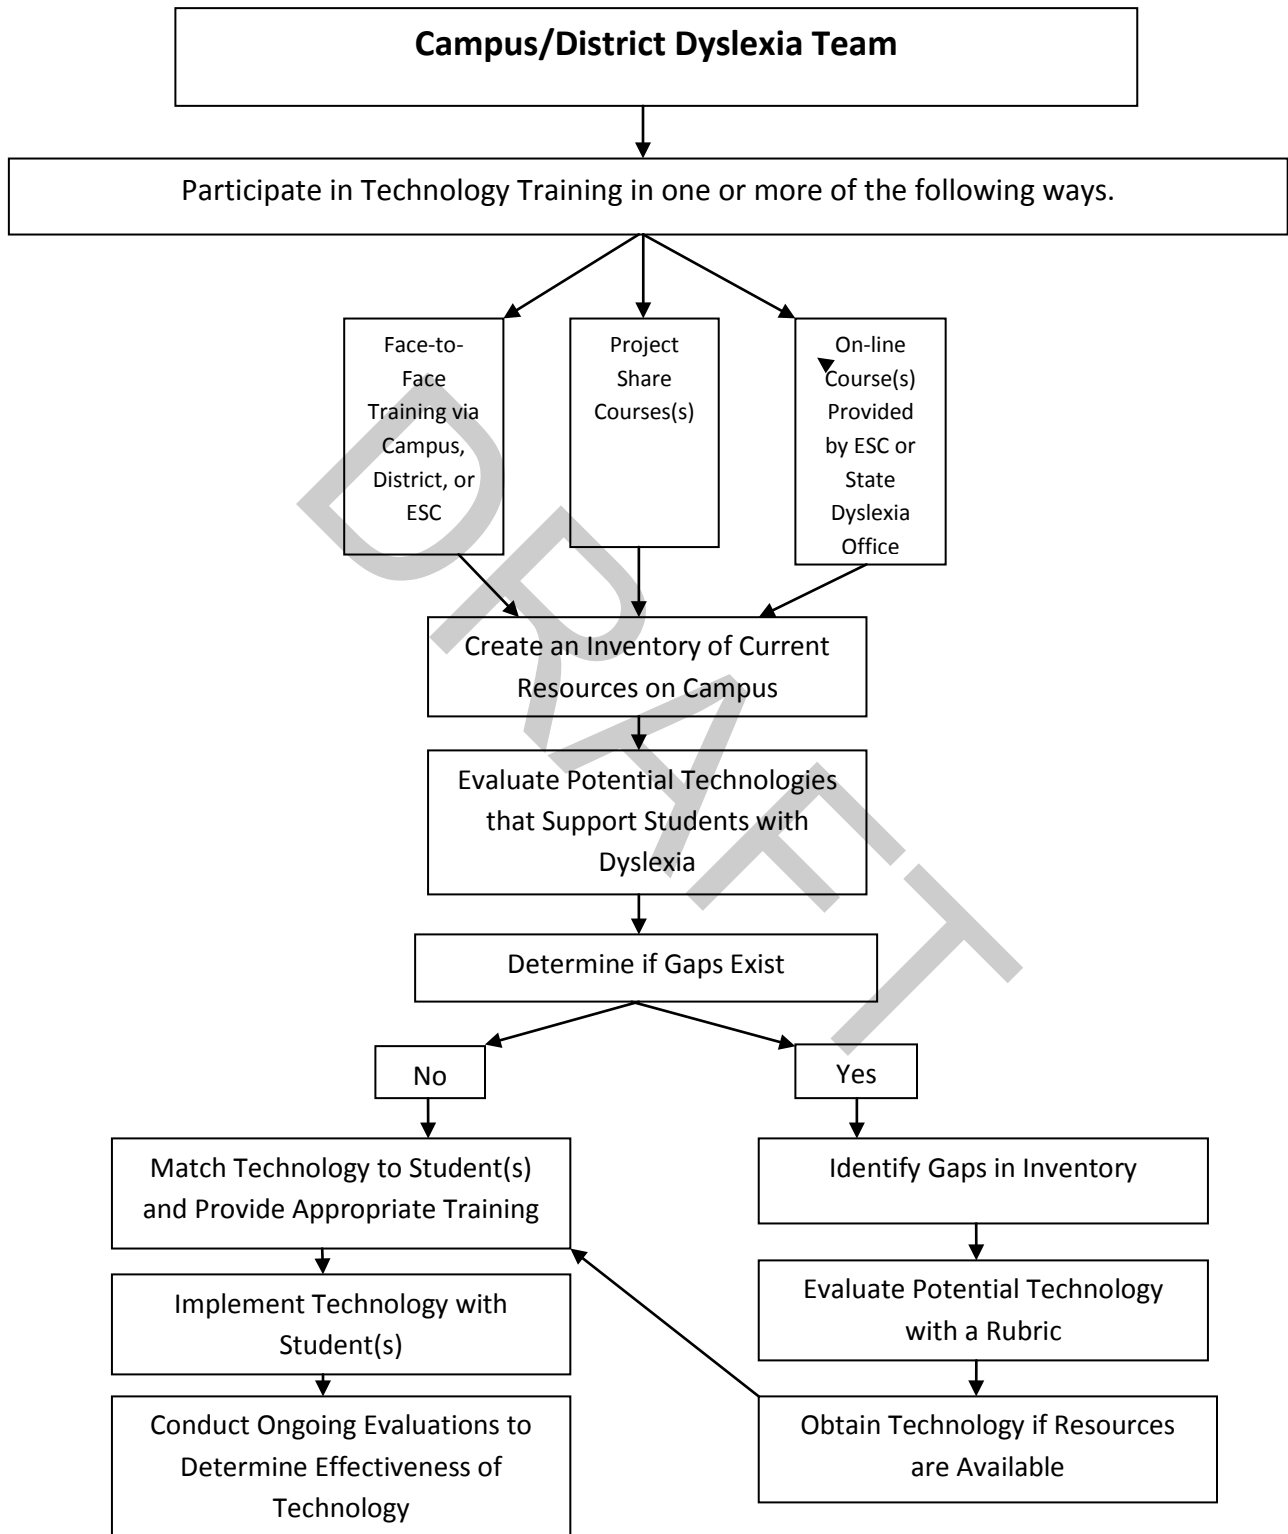 Campus/District Dyslexia Team
Participate in Technology Training in one or more of the following ways.
Face-to-
Face
Training via
Campus,
District, or
ESC
Project
Share
Courses(s)
On-line
Course(s)
Provided
by ESC or
State
Dyslexia
Office
Create an Inventory of Current
Resources on Campus
Evaluate Potential Technologies
that Support Students with
Dyslexia
Determine if Gaps Exist
No
Yes
Match Technology to Student(s)
and Provide Appropriate Training
Identify Gaps in Inventory
Implement Technology with
Student(s)
Evaluate Potential Technology
with a Rubric
Conduct Ongoing Evaluations to
Determine Effectiveness of
Technology
Obtain Technology if Resources
are Available
DRAFT